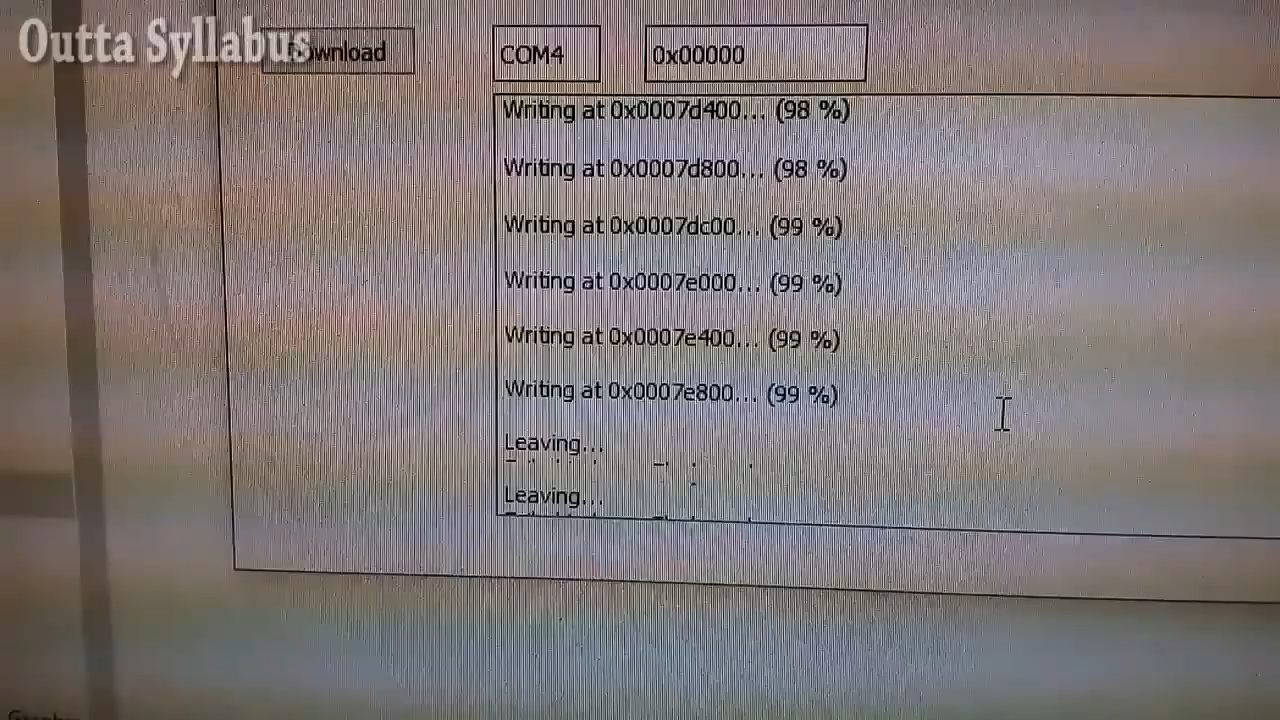 Outta Syllabus
Download
COM4
0x00000
Writing at 0x0007d400... (98 %)
Writing at 0x0007d800... (98 %)
Writing at 0x0007dc00... (99 %)
Writing at 0x0007e000... (99 %)
Writing at 0x0007e400... (99 %)
Writing at 0x0007e800... (99 %)
Leaving...
Leaving...